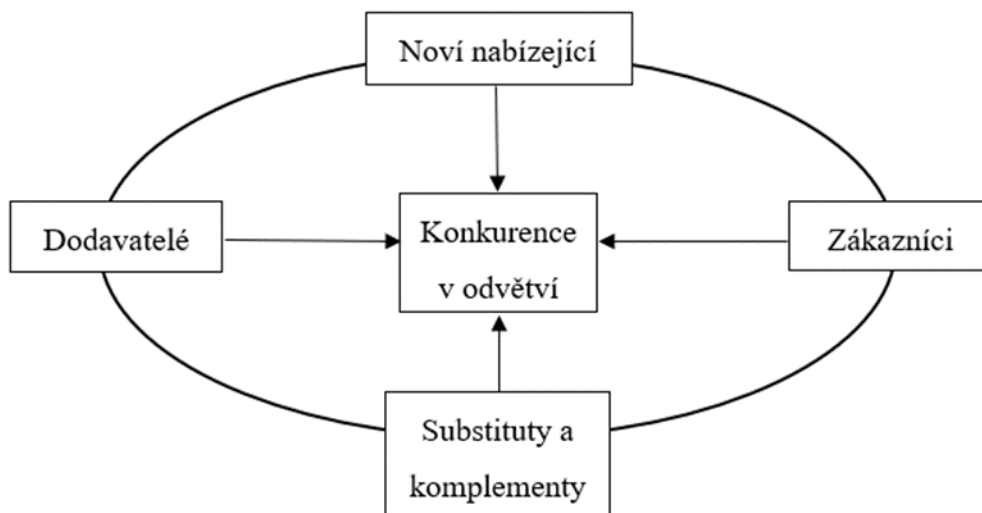 Noví nabízející
Dodavatelé
Konkurence
v odvětví
Zákazníci
Substituty a
komplementy